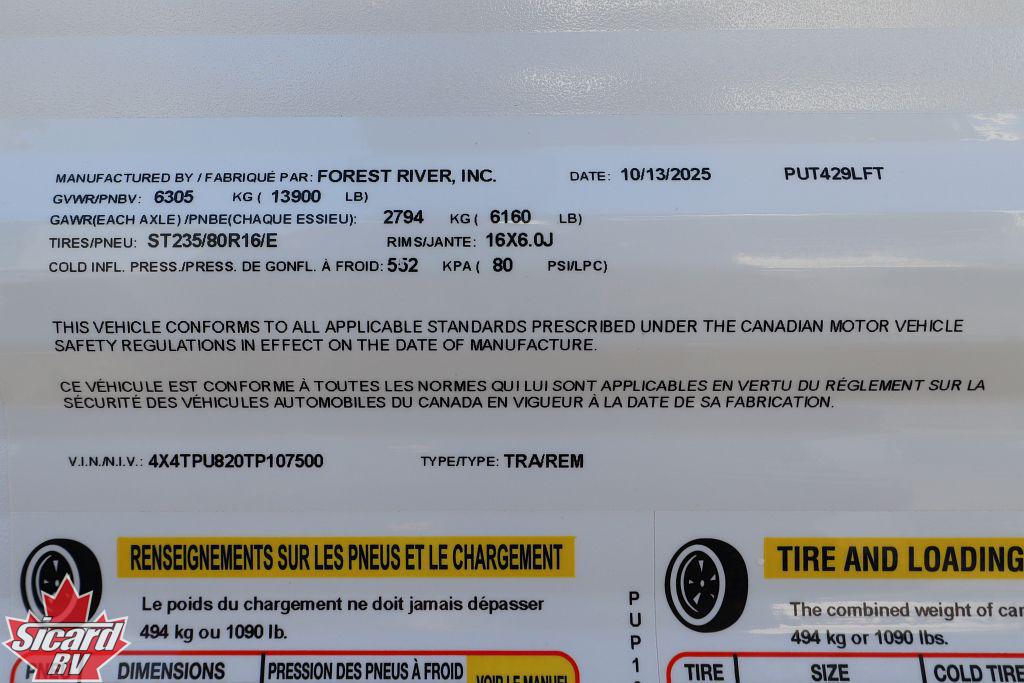 MANUFACTURED BY / FABRIQUÉ PAR: FOREST RIVER, INC. DATE: 10/13/2025 PUT429LFT
GVWR/PNBV: 6305 KG ( 13900 LB)
GAWR(EACH AXLE) /PNBE(CHAQUE ESSIEU): 2794 KG ( 6160 LB)
TIRES/PNEU: ST235/80R16/E RIMS/JANTE: 16X6.0J
COLD INFL. PRESS./PRESS. DE GONFL. À FROID: 552 KPA ( 80 PSI/LPC)
THIS VEHICLE CONFORMS TO ALL APPLICABLE STANDARDS PRESCRIBED UNDER THE CANADIAN MOTOR VEHICLE
SAFETY REGULATIONS IN EFFECT ON THE DATE OF MANUFACTURE.
CE VÉHICULE EST CONFORME À TOUTES LES NORMES QUI LUI SONT APPLICABLES EN VERTU DU RÉGLEMENT SUR LA
SÉCURITÉ DES VÉHICULES AUTOMOBILES DU CANADA EN VIGUEUR À LA DATE DE SA FABRICATION.
V.I.N./N.I.V.: 4X4TPU820TP107500 TYPE/TYPE: TRA/REM
RENSEIGNEMENTS SUR LES PNEUS ET LE CHARGEMENT
Le poids du chargement ne doit jamais dépasser
494 kg ou 1090 lb.
DIMENSIONS PRESSION DES PNEUS À FROID VOIR LE MANUEL
P
U
P
1
TIRE AND LOADING
The combined weight of
494 kg or 1090 lbs.
TIRE SIZE COLD TIRE
Sicard
RV